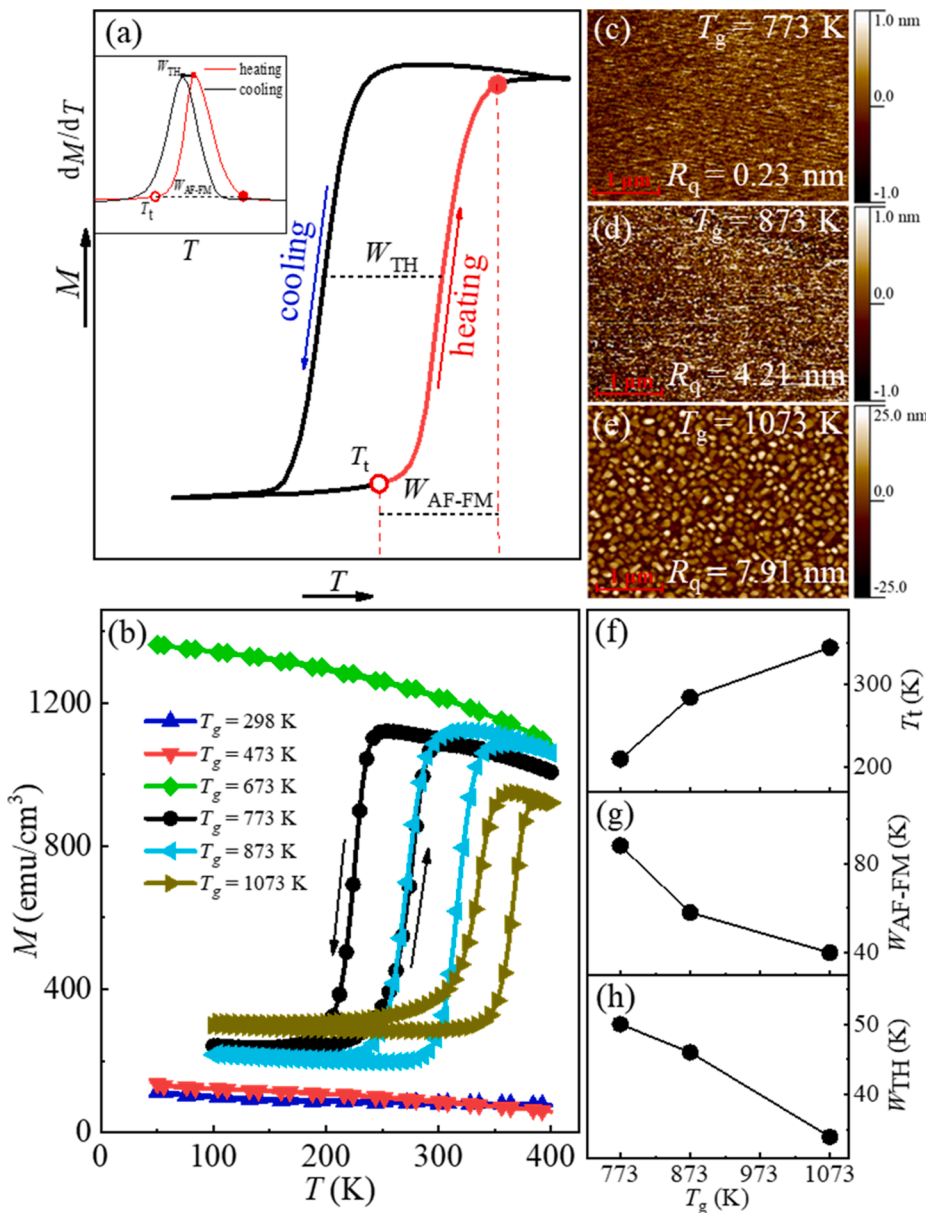 (a)
W_TH
heating
cooling
W_AF-FM
T_t
dM/dT
T
M
cooling
W_TH
heating
T_t
W_AF-FM
T
(c)
T_g = 773 K
1 μm
R_q = 0.23 nm
1.0 nm
0.0
-1.0
(d)
T_g = 873 K
1 μm
R_q = 4.21 nm
1.0 nm
0.0
-1.0
(e)
T_g = 1073 K
1 μm
R_q = 7.91 nm
25.0 nm
0.0
-25.0
(b)
T_g = 298 K
T_g = 473 K
T_g = 673 K
T_g = 773 K
T_g = 873 K
T_g = 1073 K
1200
800
400
0
M (emu/cm³)
0 100 200 300 400
T (K)
(f)
300
200
Tt (K)
(g)
80
40
W_AF-FM (K)
(h)
50
40
W_TH (K)
773 873 973 1073
T_g (K)